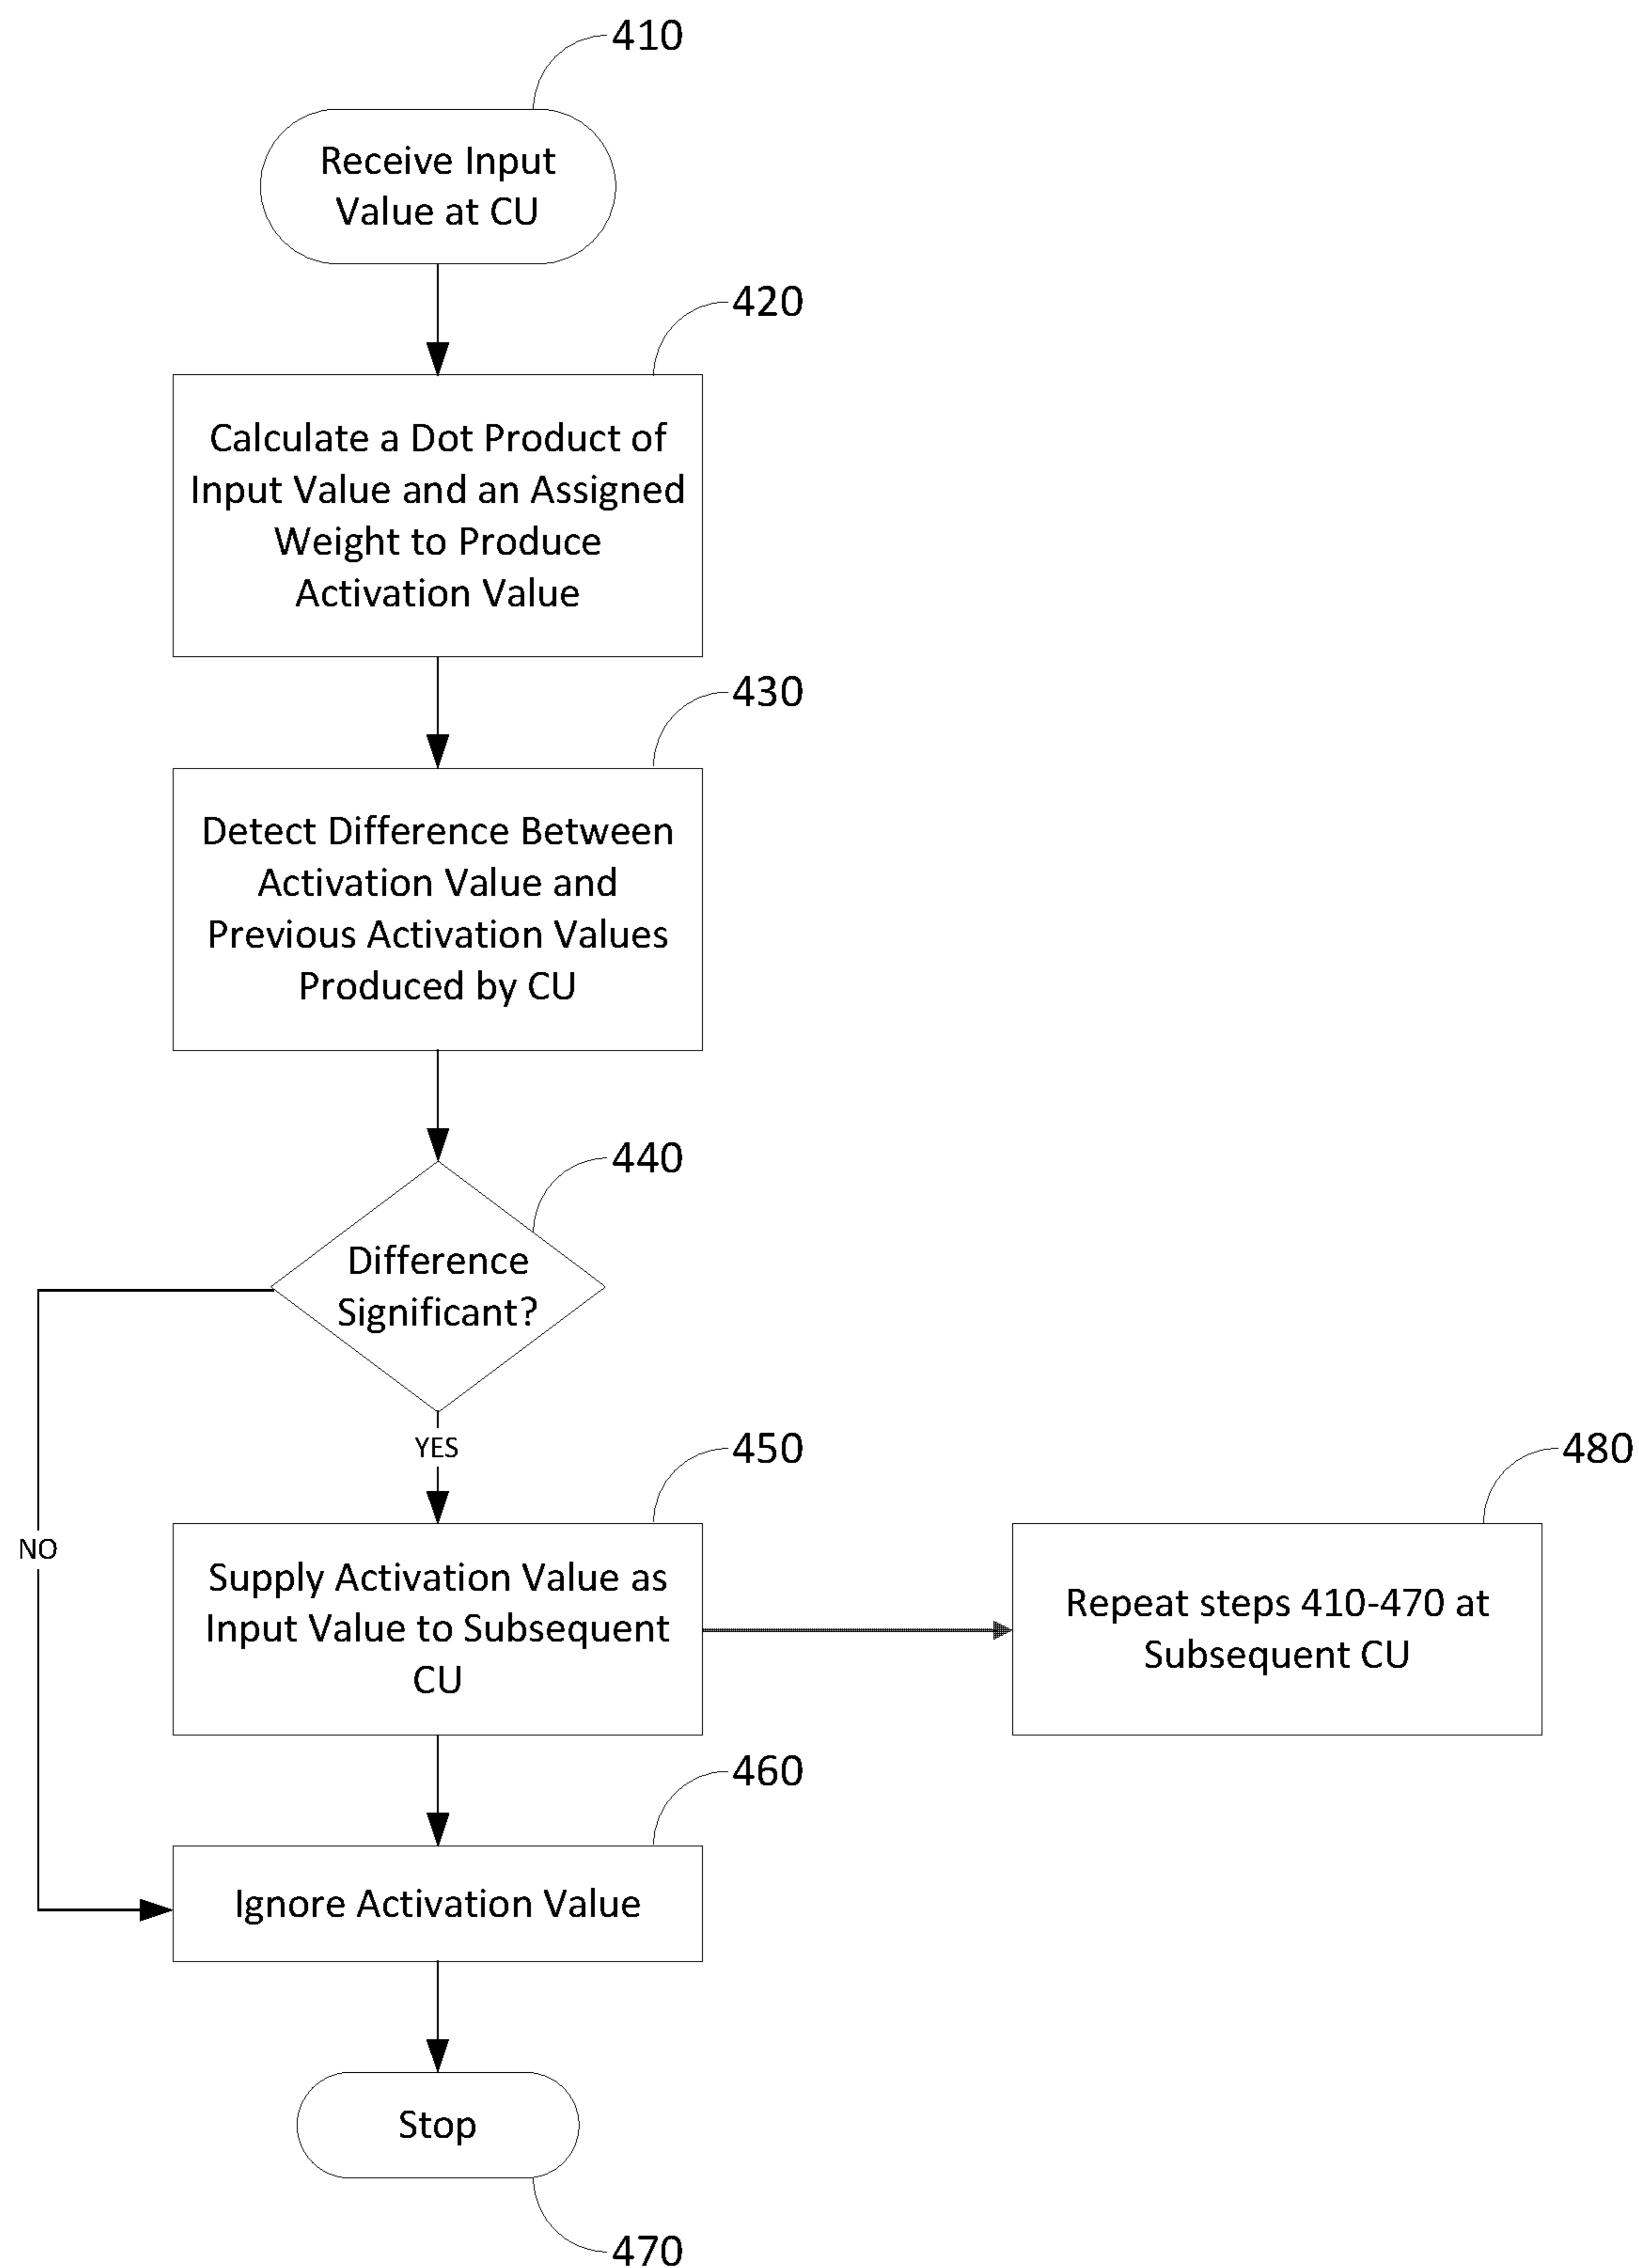 410
Receive Input
Value at CU
420
Calculate a Dot Product of
Input Value and an Assigned
Weight to Produce
Activation Value
430
Detect Difference Between
Activation Value and
Previous Activation Values
Produced by CU
440
Difference
Significant?
YES
NO
450
Supply Activation Value as
Input Value to Subsequent
CU
480
Repeat steps 410-470 at
Subsequent CU
460
Ignore Activation Value
Stop
470